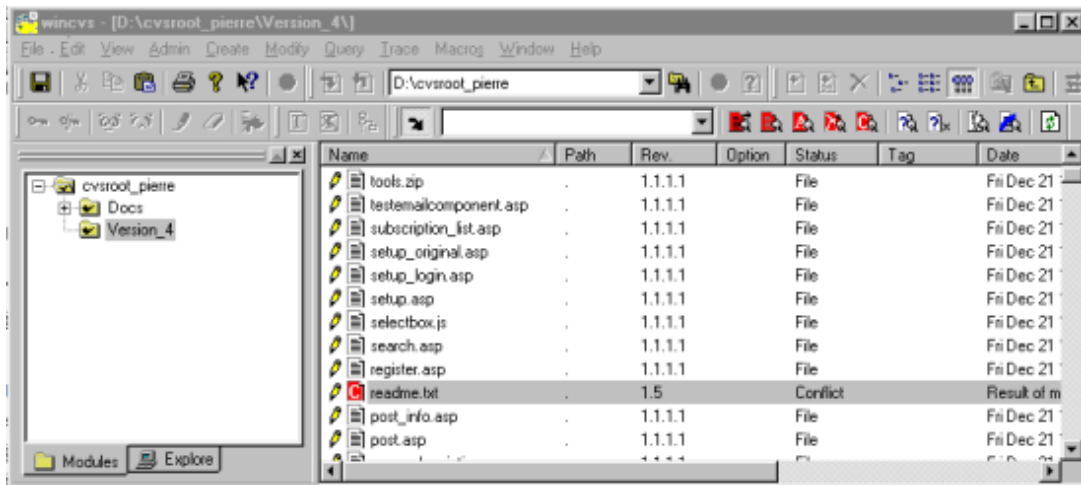 wincvs - [D:\cvsroot_pierre\Version_4\]
File Edit View Admin Create Modify Query Trace Macros Window Help
D:\cvsroot_pierre
Name Path Rev. Option Status Tag Date
cvsroot_pierre
Docs
Version_4
tools.zip . 1.1.1.1 File Fri Dec 21
testemailcomponent.asp . 1.1.1.1 File Fri Dec 21
subscription_list.asp . 1.1.1.1 File Fri Dec 21
setup_original.asp . 1.1.1.1 File Fri Dec 21
setup_login.asp . 1.1.1.1 File Fri Dec 21
setup.asp . 1.1.1.1 File Fri Dec 21
selectbox.js . 1.1.1.1 File Fri Dec 21
search.asp . 1.1.1.1 File Fri Dec 21
register.asp . 1.1.1.1 File Fri Dec 21
C readme.txt . 1.5 Conflict Result of m
post_info.asp . 1.1.1.1 File Fri Dec 21
post.asp . 1.1.1.1 File Fri Dec 21
Modules Explore